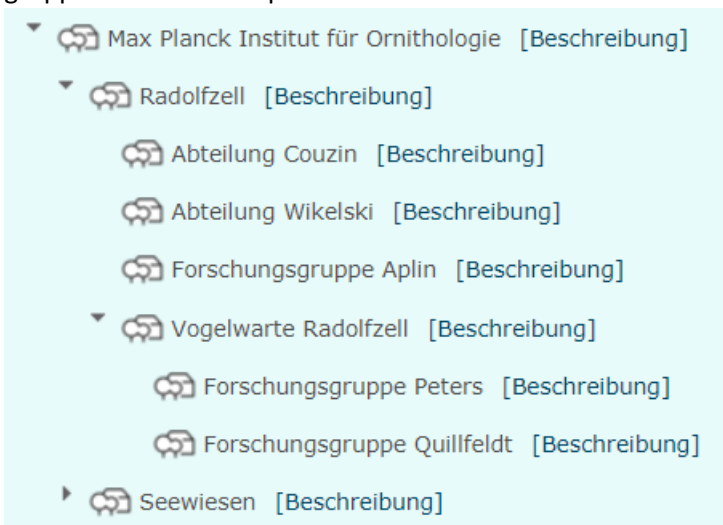 Max Planck Institut für Ornithologie [Beschreibung]
Radolfzell [Beschreibung]
Abteilung Couzin [Beschreibung]
Abteilung Wikelski [Beschreibung]
Forschungsgruppe Aplin [Beschreibung]
Vogelwarte Radolfzell [Beschreibung]
Forschungsgruppe Peters [Beschreibung]
Forschungsgruppe Quillfeldt [Beschreibung]
Seewiesen [Beschreibung]